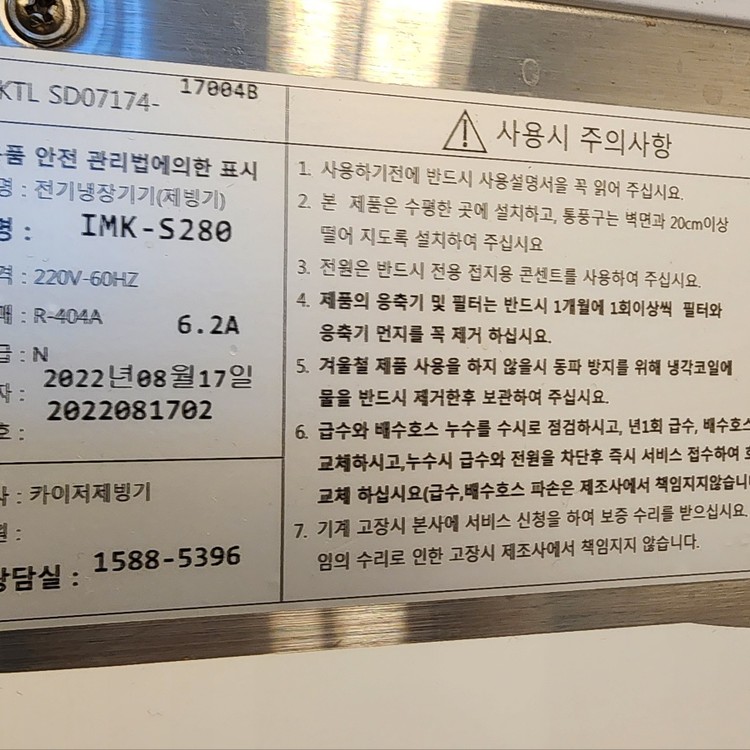 KTL SD07174- 17004B
품 안전 관리법에의한 표시
명 : 전기냉장기기(제빙기)
명 : IMK-S280
격 : 220V-60HZ
매 : R-404A 6.2A
급 : N
자 : 2022년08월17일
호 : 2022081702
사 : 카이저제빙기
원 :
상담실 : 1588-5396
사용시 주의사항
1. 사용하기전에 반드시 사용설명서을 꼭 읽어 주십시요.
2. 본 제품은 수평한 곳에 설치하고, 통풍구는 벽면과 20cm이상
떨어 지도록 설치하여 주십시요
3. 전원은 반드시 전용 접지용 콘센트를 사용하여 주십시요.
4. 제품의 응축기 및 필터는 반드시 1개월에 1회이상씩 필터와
응축기 먼지를 꼭 제거 하십시요.
5. 겨울철 제품 사용을 하지 않을시 동파 방지를 위해 냉각코일에
물을 반드시 제거한후 보관하여 주십시요.
6. 급수와 배수호스 누수를 수시로 점검하시고, 년1회 급수, 배수호스
교체하시고,누수시 급수와 전원을 차단후 즉시 서비스 접수하여
교체 하십시요(급수,배수호스 파손은 제조사에서 책임지지않습니
7. 기계 고장시 본사에 서비스 신청을 하여 보증 수리를 받으십시요.
임의 수리로 인한 고장시 제조사에서 책임지지 않습니다.